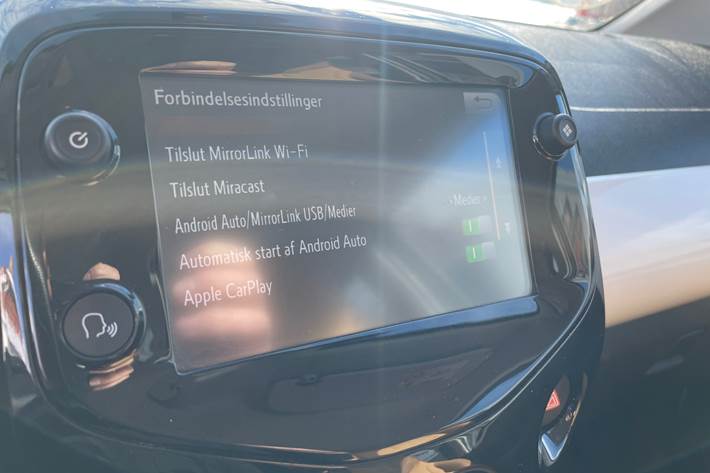 Forbindelsesindstillinger
Tilslut MirrorLink Wi-Fi
Tilslut Miracast
Android Auto/MirrorLink USB/Medier
‹ Medier ›
Automatisk start af Android Auto
Apple CarPlay